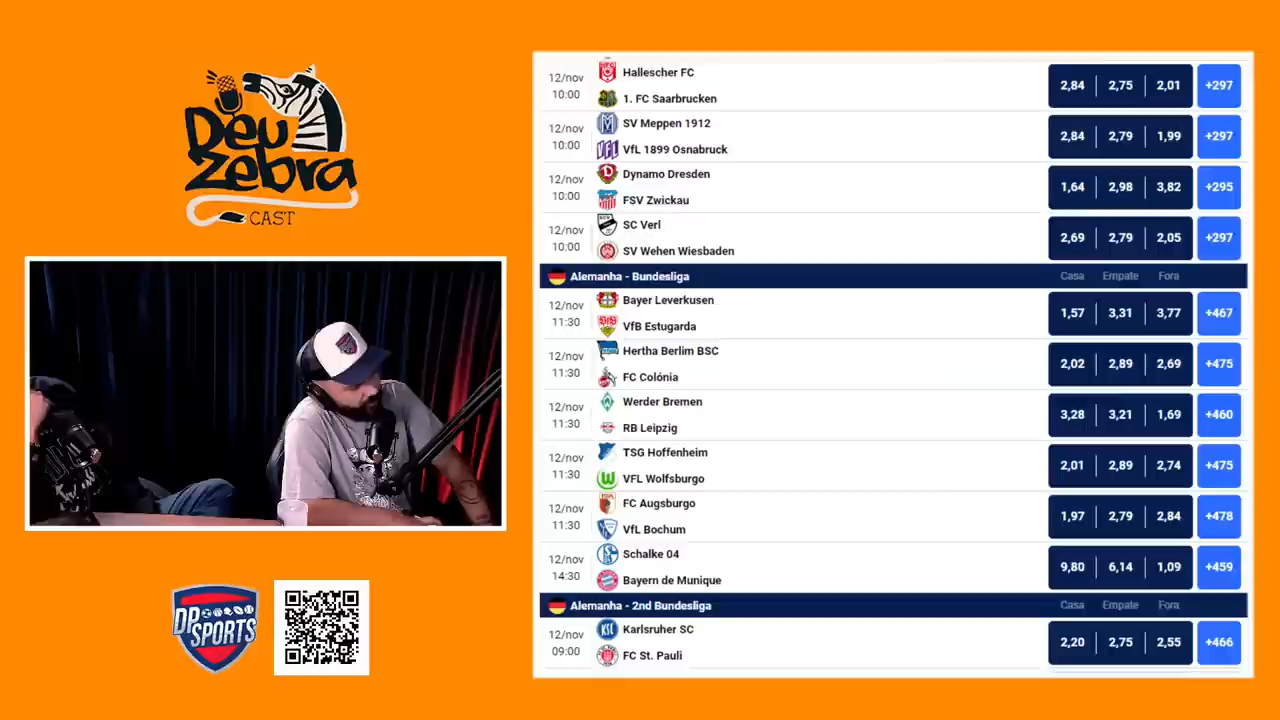 Deu
Zebra
CAST
DP
SPORTS
12/nov
10:00
Hallescher FC
1. FC Saarbrucken
2,84 2,75 2,01 +297
12/nov
10:00
SV Meppen 1912
VfL 1899 Osnabruck
2,84 2,79 1,99 +297
12/nov
10:00
Dynamo Dresden
FSV Zwickau
1,64 2,98 3,82 +295
12/nov
10:00
SC Verl
SV Wehen Wiesbaden
2,69 2,79 2,05 +297
Alemanha - Bundesliga Casa Empate Fora
12/nov
11:30
Bayer Leverkusen
VfB Estugarda
1,57 3,31 3,77 +467
12/nov
11:30
Hertha Berlim BSC
FC Colónia
2,02 2,89 2,69 +475
12/nov
11:30
Werder Bremen
RB Leipzig
3,28 3,21 1,69 +460
12/nov
11:30
TSG Hoffenheim
VFL Wolfsburgo
2,01 2,89 2,74 +475
12/nov
11:30
FC Augsburgo
VfL Bochum
1,97 2,79 2,84 +478
12/nov
14:30
Schalke 04
Bayern de Munique
9,80 6,14 1,09 +459
Alemanha - 2nd Bundesliga Casa Empate Fora
12/nov
09:00
Karlsruher SC
FC St. Pauli
2,20 2,75 2,55 +466